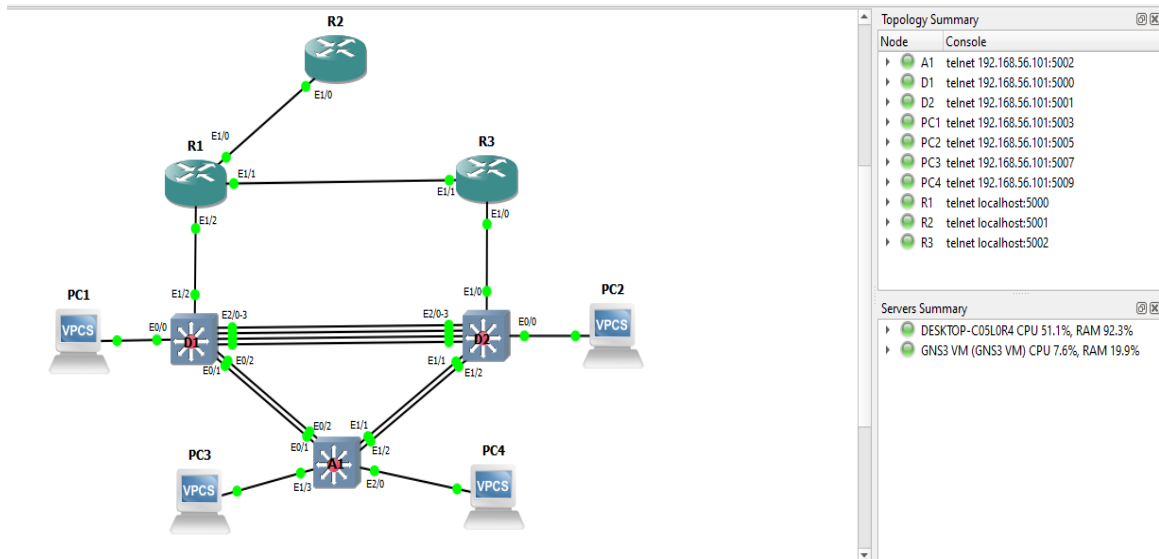 R2
E1/0
E1/0
R1
E1/1
R3
E1/1
E1/2
E1/0
E1/2
E1/0
PC1
VPCS
E0/0
D1
E2/0-3
E2/0-3
D2
E0/0
PC2
VPCS
E0/2
E0/1
E1/1
E1/2
E0/2
E0/1
E1/1
E1/2
A1
PC3
VPCS
E1/3
E2/0
PC4
VPCS
Topology Summary
Node Console
A1 telnet 192.168.56.101:5002
D1 telnet 192.168.56.101:5000
D2 telnet 192.168.56.101:5001
PC1 telnet 192.168.56.101:5003
PC2 telnet 192.168.56.101:5005
PC3 telnet 192.168.56.101:5007
PC4 telnet 192.168.56.101:5009
R1 telnet localhost:5000
R2 telnet localhost:5001
R3 telnet localhost:5002
Servers Summary
DESKTOP-C05L0R4 CPU 51.1%, RAM 92.3%
GNS3 VM (GNS3 VM) CPU 7.6%, RAM 19.9%